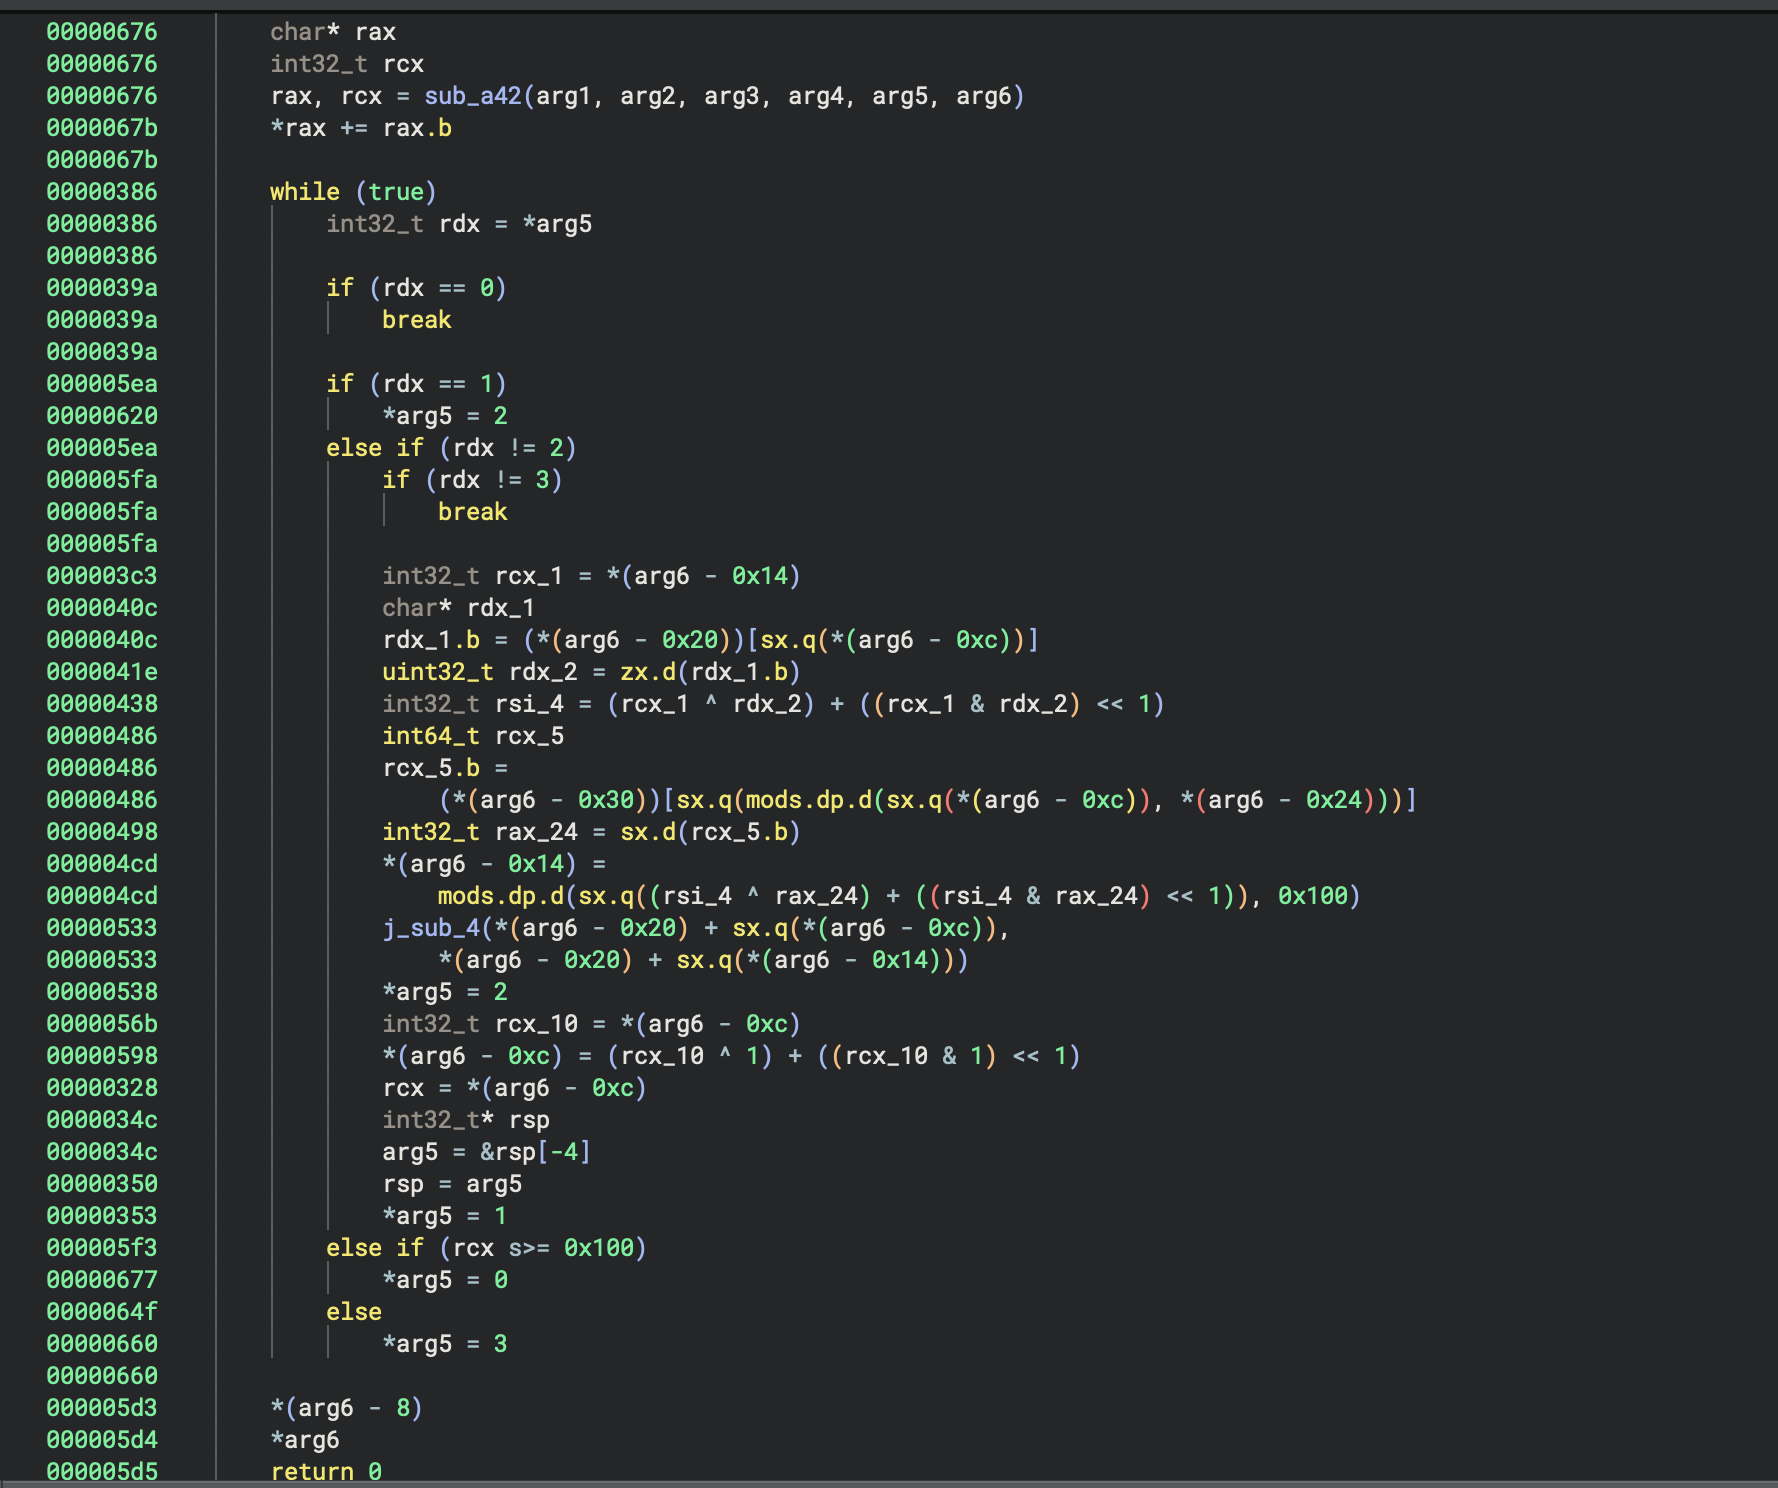 00000676 char* rax
00000676 int32_t rcx
00000676 rax, rcx = sub_a42(arg1, arg2, arg3, arg4, arg5, arg6)
0000067b *rax += rax.b
0000067b
00000386 while (true)
00000386 int32_t rdx = *arg5
00000386
0000039a if (rdx == 0)
0000039a break
0000039a
000005ea if (rdx == 1)
00000620 *arg5 = 2
000005ea else if (rdx != 2)
000005fa if (rdx != 3)
000005fa break
000005fa
000003c3 int32_t rcx_1 = *(arg6 - 0x14)
0000040c char* rdx_1
0000040c rdx_1.b = (*(arg6 - 0x20))[sx.q(*(arg6 - 0xc))]
0000041e uint32_t rdx_2 = zx.d(rdx_1.b)
00000438 int32_t rsi_4 = (rcx_1 ^ rdx_2) + ((rcx_1 & rdx_2) << 1)
00000486 int64_t rcx_5
00000486 rcx_5.b =
00000486 (*(arg6 - 0x30))[sx.q(mods.dp.d(sx.q(*(arg6 - 0xc)), *(arg6 - 0x24)))]
00000498 int32_t rax_24 = sx.d(rcx_5.b)
000004cd *(arg6 - 0x14) =
000004cd mods.dp.d(sx.q((rsi_4 ^ rax_24) + ((rsi_4 & rax_24) << 1)), 0x100)
00000533 j_sub_4(*(arg6 - 0x20) + sx.q(*(arg6 - 0xc)),
00000533 *(arg6 - 0x20) + sx.q(*(arg6 - 0x14)))
00000538 *arg5 = 2
0000056b int32_t rcx_10 = *(arg6 - 0xc)
00000598 *(arg6 - 0xc) = (rcx_10 ^ 1) + ((rcx_10 & 1) << 1)
00000328 rcx = *(arg6 - 0xc)
0000034c int32_t* rsp
0000034c arg5 = &rsp[-4]
00000350 rsp = arg5
00000353 *arg5 = 1
000005f3 else if (rcx s>= 0x100)
00000677 *arg5 = 0
0000064f else
00000660 *arg5 = 3
00000660
000005d3 *(arg6 - 8)
000005d4 *arg6
000005d5 return 0